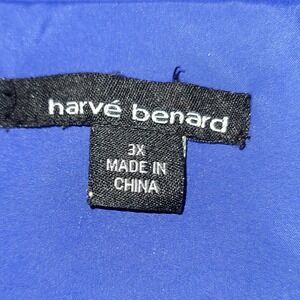 harvé benard
3X
MADE IN
CHINA